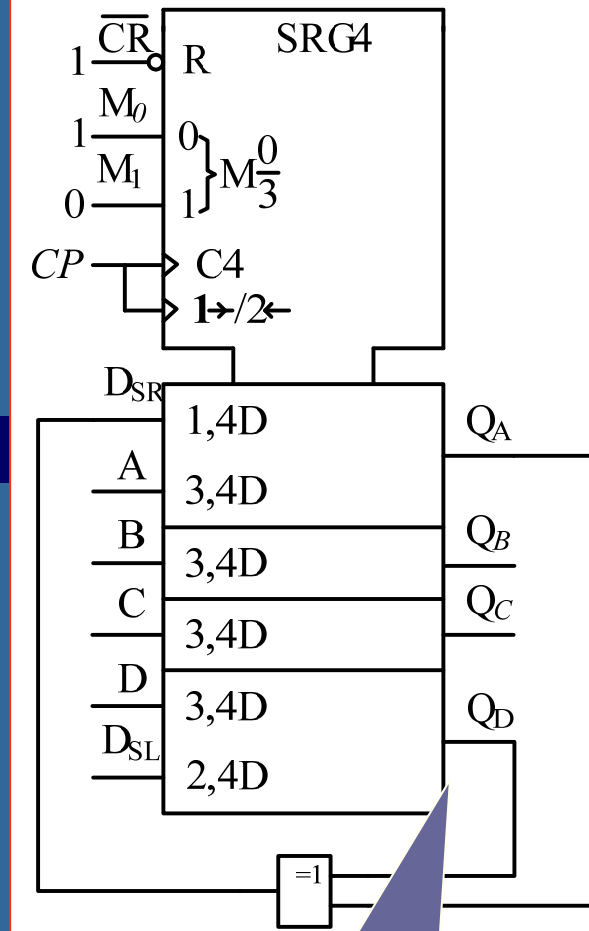 SRG4
C̅R̅
1 R
M0
1 0
M 0/3
M1
0 1
CP C4
1→/2←
DSR
1,4D QA
A
3,4D
B QB
3,4D
C QC
3,4D
D QD
3,4D
DSL
2,4D
=1